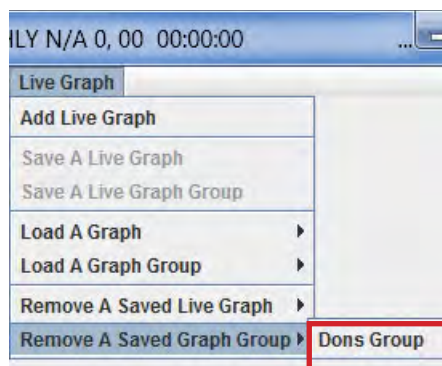 HLY N/A 0, 00 00:00:00 ...
Live Graph
Add Live Graph
Save A Live Graph
Save A Live Graph Group
Load A Graph
Load A Graph Group
Remove A Saved Live Graph
Remove A Saved Graph Group Dons Group